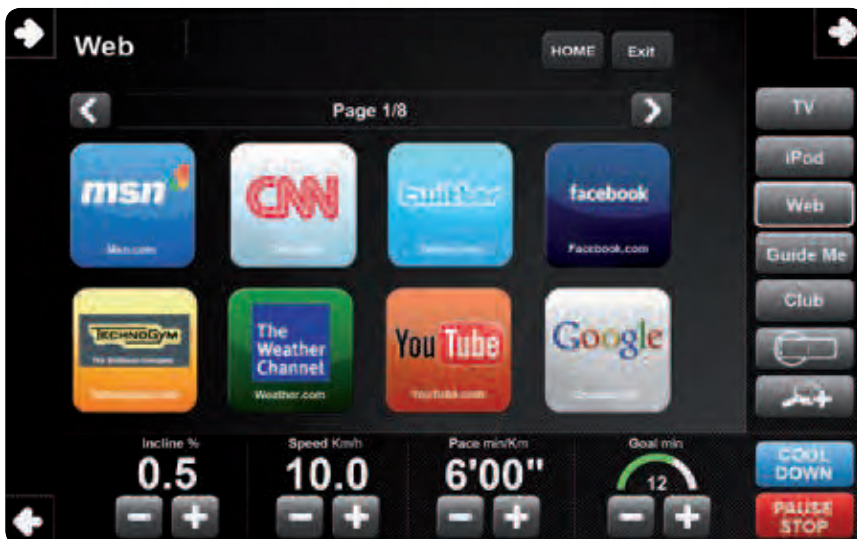 Web
HOME
Exit
Page 1/8
TV
iPod
Web
Guide Me
Club
msn
Msn.com
CNN
twitter
facebook
Facebook.com
TECHNOGYM
The
Weather
Channel
Weather.com
You Tube
YouTube.com
Google
Incline %
0.5
Speed Km/h
10.0
Pace min/Km
6'00"
Goal min
12
COOL
DOWN
PAUSE
STOP